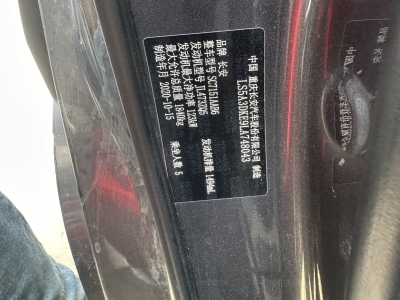 中国 重庆长安汽车股份有限公司 制造
LS5A3DKE9LA748043
品牌 长安
整车型号 SC7151AAB6
发动机型号 JL473ZQ5 发动机排量 1494mL
发动机最大净功率 123kW
最大允许总质量 1840kg 乘坐人数 5
制造年月 2020-10-15